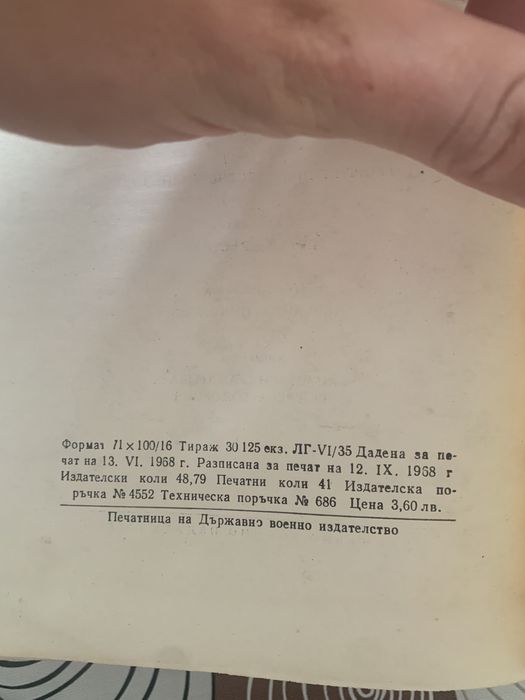 Формат 71×100/16 Тираж 30 125 екз. ЛГ-VI/35 Дадена за пе-
чат на 13. VI. 1968 г. Разписана за печат на 12. IX. 1968 г
Издателски коли 48,79 Печатни коли 41 Издателска по-
ръчка № 4552 Техническа поръчка № 686 Цена 3,60 лв.
Печатница на Държавно военно издателство